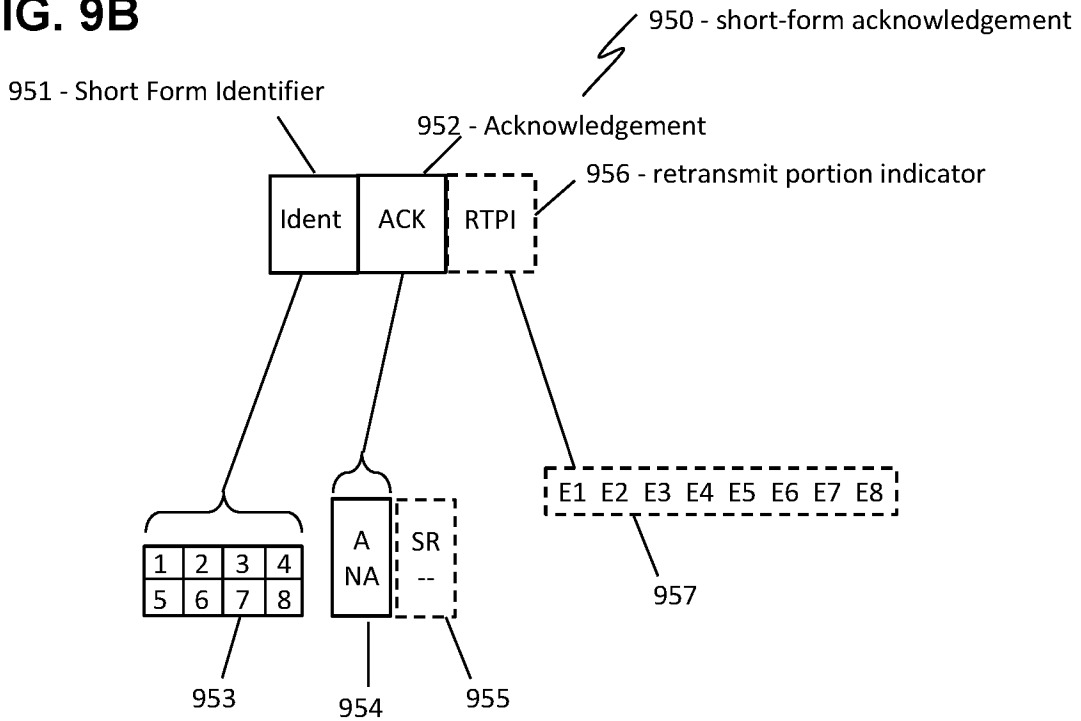 IG. 9B
950 - short-form acknowledgement
951 - Short Form Identifier
952 - Acknowledgement
956 - retransmit portion indicator
Ident ACK RTPI
E1 E2 E3 E4 E5 E6 E7 E8
A SR
NA --
1 2 3 4
5 6 7 8
957
953
954
955